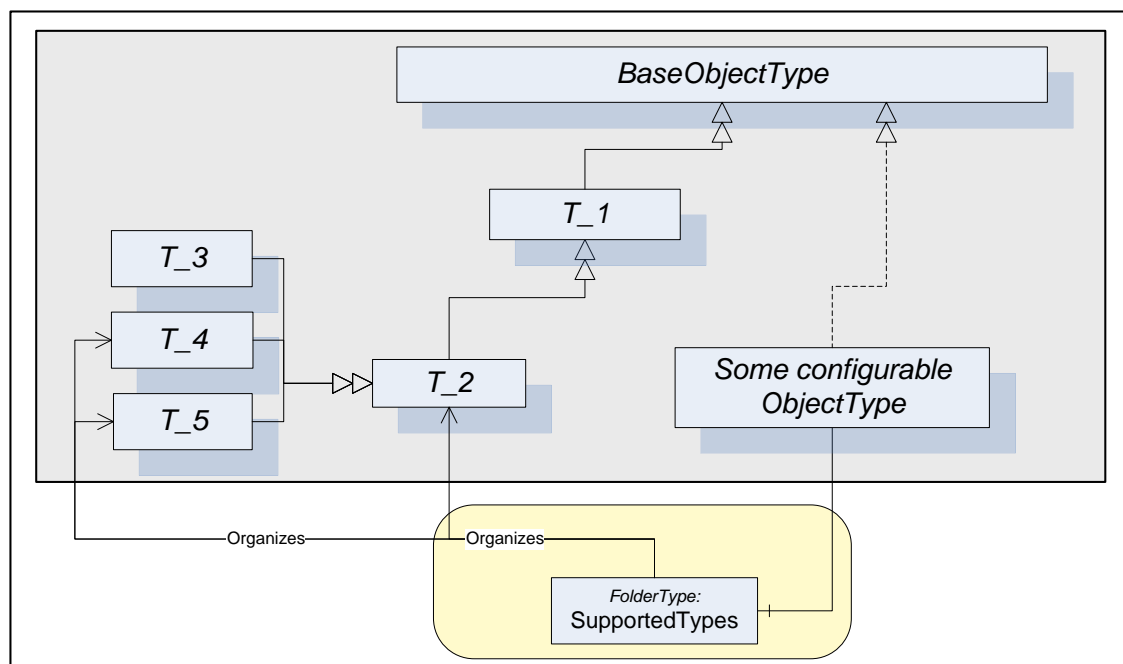 BaseObjectType
T_1
T_3
T_4
T_2
Some configurable
ObjectType
T_5
Organizes
Organizes
FolderType:
SupportedTypes